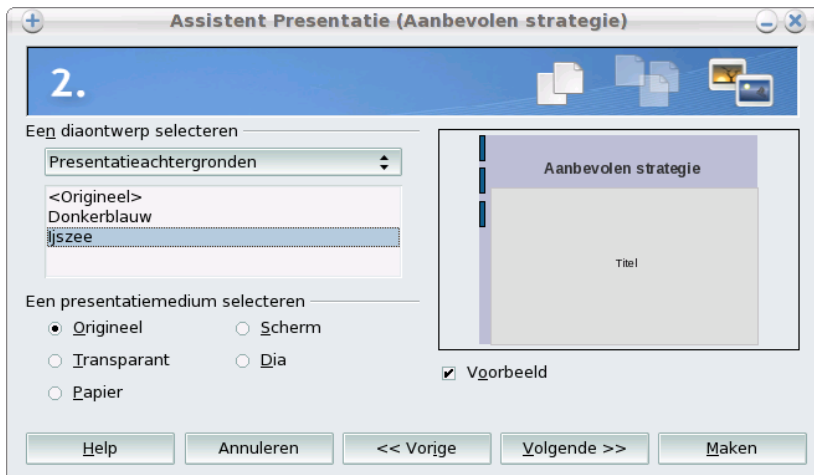 Assistent Presentatie (Aanbevolen strategie)
2.
Een diaontwerp selecteren
Presentatieachtergronden
<Origineel>
Donkerblauw
Ijszee
Aanbevolen strategie
Titel
Een presentatiemedium selecteren
Origineel
Scherm
Transparant
Dia
Papier
Voorbeeld
Help
Annuleren
<< Vorige
Volgende >>
Maken